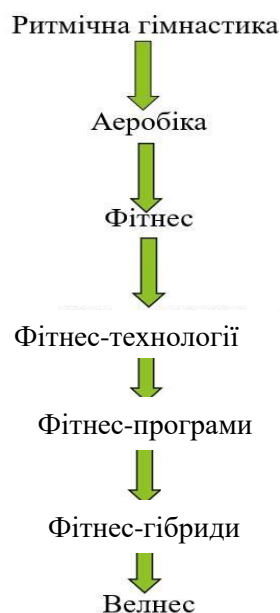 Ритмічна гімнастика
Аеробіка
Фітнес
Фітнес-технології
Фітнес-програми
Фітнес-гібриди
Велнес